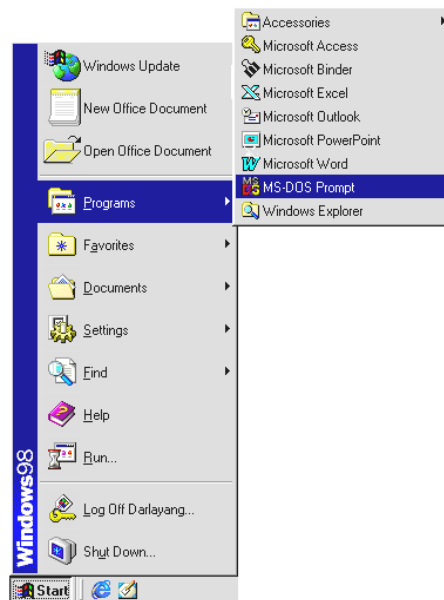 Accessories
Microsoft Access
Microsoft Binder
Microsoft Excel
Microsoft Outlook
Microsoft PowerPoint
Microsoft Word
MS-DOS Prompt
Windows Explorer
Windows Update
New Office Document
Open Office Document
Programs
Favorites
Documents
Settings
Find
Help
Run...
Log Off Darlayang...
Shut Down...
Windows98
Start